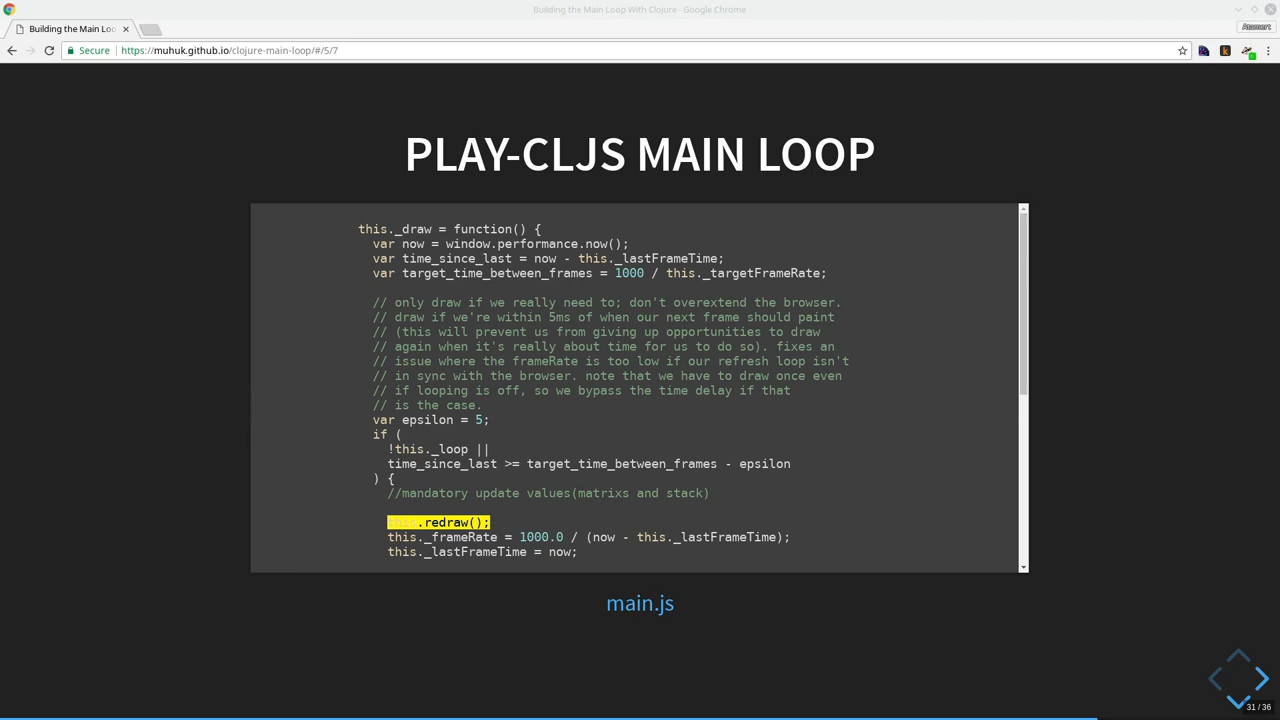 Building the Main Loop With Clojure - Google Chrome
Building the Main Loo
Atamert
Secure
https://muhuk.github.io/clojure-main-loop/#/5/7
PLAY-CLJS MAIN LOOP
this._draw = function() {
var now = window.performance.now();
var time_since_last = now - this._lastFrameTime;
var target_time_between_frames = 1000 / this._targetFrameRate;
// only draw if we really need to; don't overextend the browser.
// draw if we're within 5ms of when our next frame should paint
// (this will prevent us from giving up opportunities to draw
// again when it's really about time for us to do so). fixes an
// issue where the frameRate is too low if our refresh loop isn't
// in sync with the browser. note that we have to draw once even
// if looping is off, so we bypass the time delay if that
// is the case.
var epsilon = 5;
if (
!this._loop ||
time_since_last >= target_time_between_frames - epsilon
) {
//mandatory update values(matrixs and stack)
this.redraw();
this._frameRate = 1000.0 / (now - this._lastFrameTime);
this._lastFrameTime = now;
main.js
31 / 36